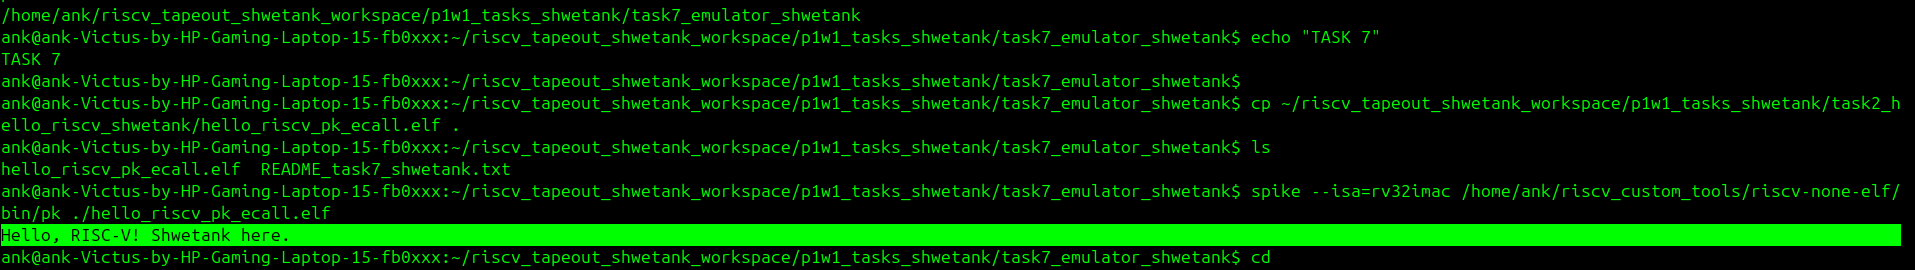 /home/ank/riscv_tapeout_shwetank_workspace/p1w1_tasks_shwetank/task7_emulator_shwetank
ank@ank-Victus-by-HP-Gaming-Laptop-15-fb0xxx:~/riscv_tapeout_shwetank_workspace/p1w1_tasks_shwetank/task7_emulator_shwetank$ echo "TASK 7"
TASK 7
ank@ank-Victus-by-HP-Gaming-Laptop-15-fb0xxx:~/riscv_tapeout_shwetank_workspace/p1w1_tasks_shwetank/task7_emulator_shwetank$
ank@ank-Victus-by-HP-Gaming-Laptop-15-fb0xxx:~/riscv_tapeout_shwetank_workspace/p1w1_tasks_shwetank/task7_emulator_shwetank$ cp ~/riscv_tapeout_shwetank_workspace/p1w1_tasks_shwetank/task2_h
ello_riscv_shwetank/hello_riscv_pk_ecall.elf .
ank@ank-Victus-by-HP-Gaming-Laptop-15-fb0xxx:~/riscv_tapeout_shwetank_workspace/p1w1_tasks_shwetank/task7_emulator_shwetank$ ls
hello_riscv_pk_ecall.elf  README_task7_shwetank.txt
ank@ank-Victus-by-HP-Gaming-Laptop-15-fb0xxx:~/riscv_tapeout_shwetank_workspace/p1w1_tasks_shwetank/task7_emulator_shwetank$ spike --isa=rv32imac /home/ank/riscv_custom_tools/riscv-none-elf/
bin/pk ./hello_riscv_pk_ecall.elf
Hello, RISC-V! Shwetank here.
ank@ank-Victus-by-HP-Gaming-Laptop-15-fb0xxx:~/riscv_tapeout_shwetank_workspace/p1w1_tasks_shwetank/task7_emulator_shwetank$ cd